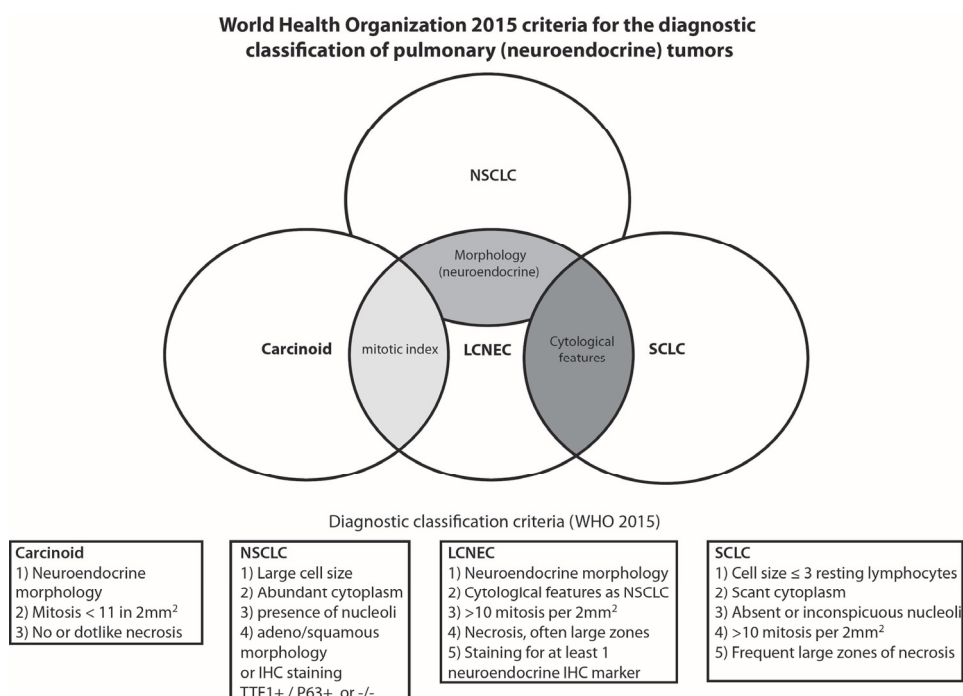 World Health Organization 2015 criteria for the diagnostic
classification of pulmonary (neuroendocrine) tumors
NSCLC
Morphology
(neuroendocrine)
Carcinoid
mitotic index
LCNEC
Cytological
features
SCLC
Diagnostic classification criteria (WHO 2015)
Carcinoid
1) Neuroendocrine
morphology
2) Mitosis < 11 in 2mm²
3) No or dotlike necrosis
NSCLC
1) Large cell size
2) Abundant cytoplasm
3) presence of nucleoli
4) adeno/squamous
morphology
or IHC staining
TTF1+ / P63+ or -/-
LCNEC
1) Neuroendocrine morphology
2) Cytological features as NSCLC
3) >10 mitosis per 2mm²
4) Necrosis, often large zones
5) Staining for at least 1
neuroendocrine IHC marker
SCLC
1) Cell size ≤ 3 resting lymphocytes
2) Scant cytoplasm
3) Absent or inconspicuous nucleoli
4) >10 mitosis per 2mm²
5) Frequent large zones of necrosis